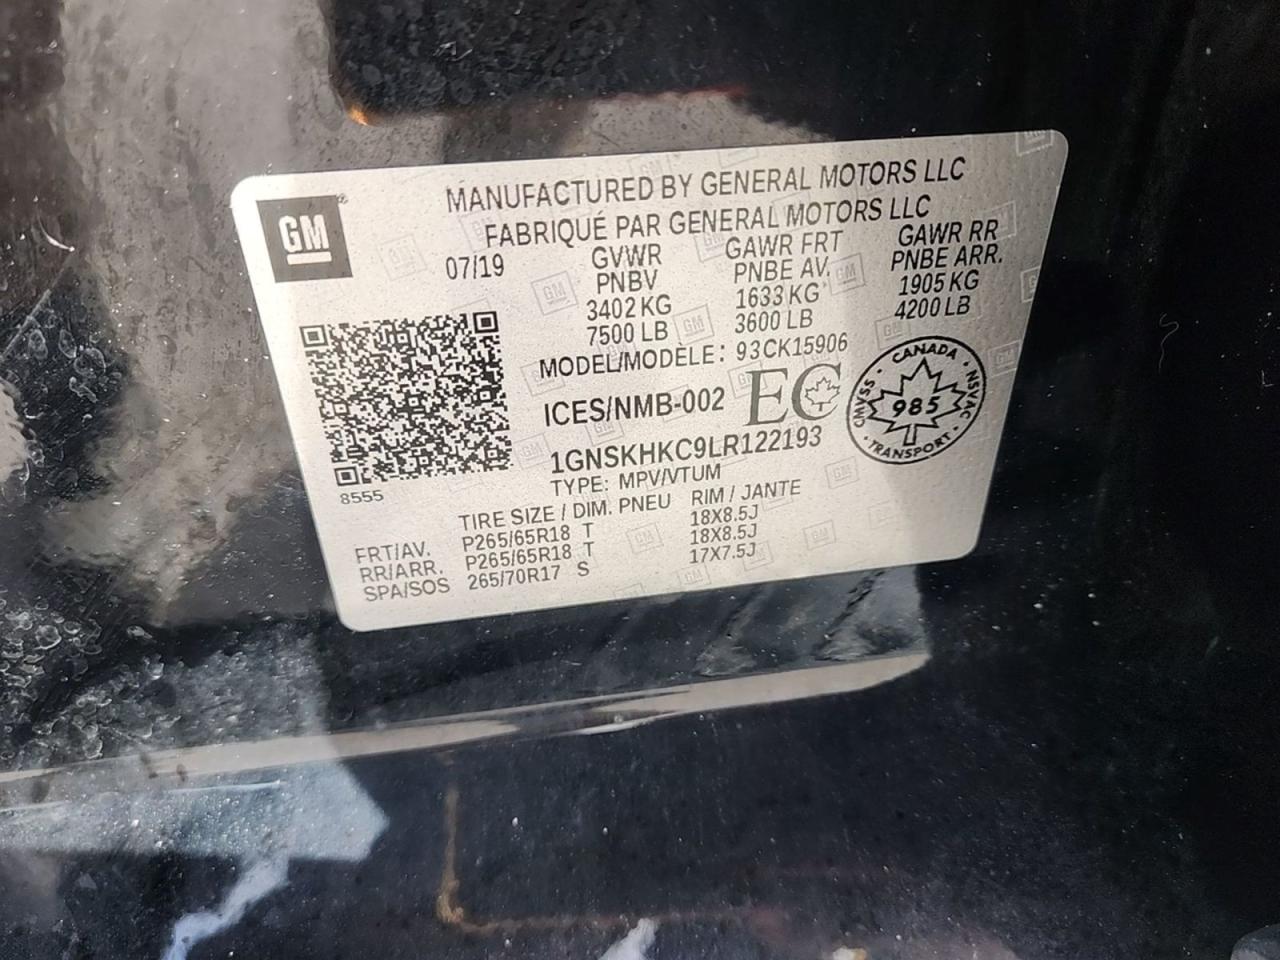 GM
MANUFACTURED BY GENERAL MOTORS LLC
FABRIQUÉ PAR GENERAL MOTORS LLC
07/19
GVWR GAWR FRT GAWR RR
PNBV PNBE AV. PNBE ARR.
3402 KG 1633 KG 1905 KG
7500 LB 3600 LB 4200 LB
MODEL/MODÈLE: 93CK15906
ICES/NMB-002 EC
CANADA
CMVSS 985 NSVAC
TRANSPORT
1GNSKHKC9LR122193
TYPE: MPV/VTUM
8555
TIRE SIZE / DIM. PNEU RIM / JANTE
FRT/AV. P265/65R18 T 18X8.5J
RR/ARR. P265/65R18 T 18X8.5J
SPA/SOS 265/70R17 S 17X7.5J